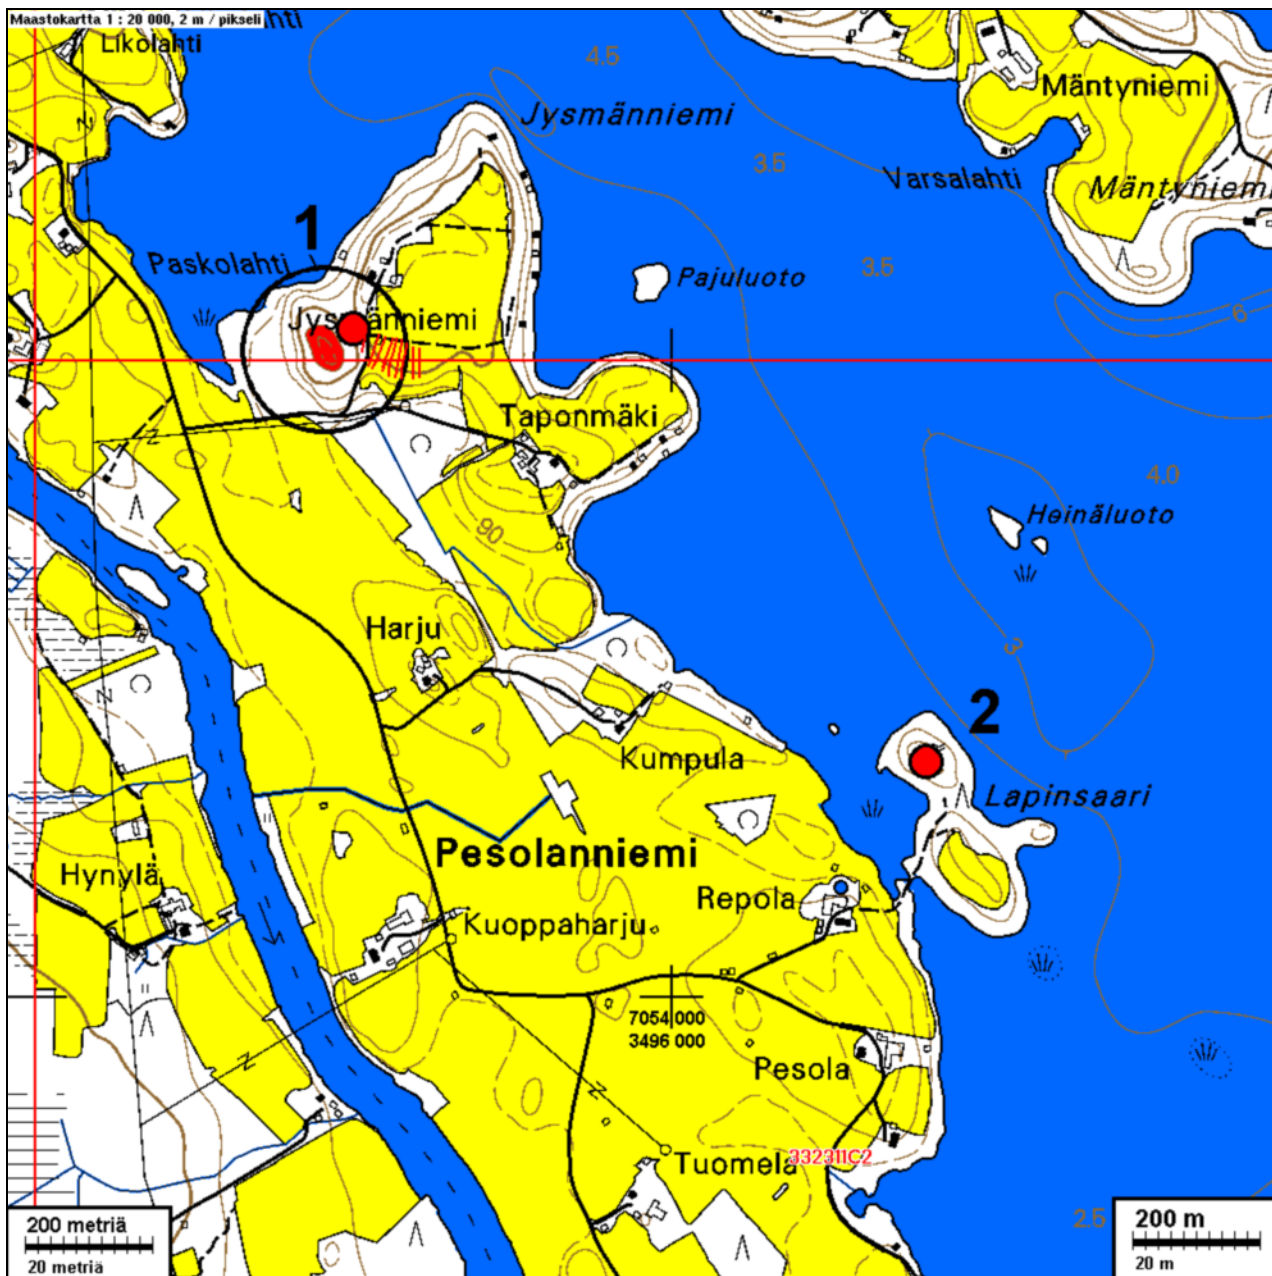 Maastokartta 1 : 20 000, 2 m / pikseli
hti
Likolahti
4.5
Jysmänniemi
Mäntyniemi
3.5
Varsalahti
Mäntyniemi
1
Paskolahti
3.5
Pajuluoto
6
Jysmänniemi
Taponmäki
4.0
Heinäluoto
90
Harju
3
2
Kumpula
Lapinsaari
Pesolanniemi
Hynylä
Repola
Kuoppaharju
7054 000
3496 000
Pesola
Tuomela
332311C2
2.5
200 metriä
20 metriä
200 m
20 m